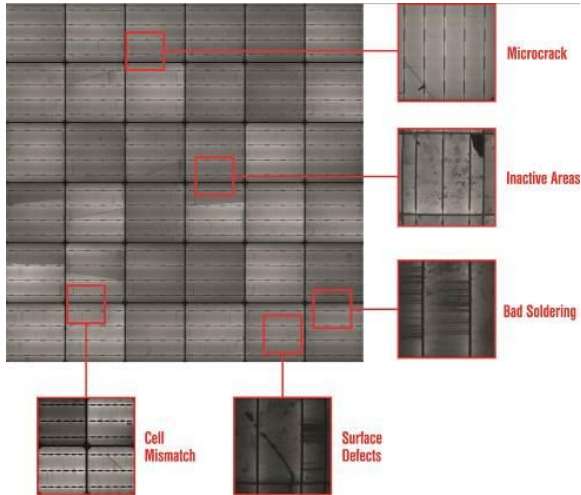 Microcrack
Inactive Areas
Bad Soldering
Cell
Mismatch
Surface
Defects